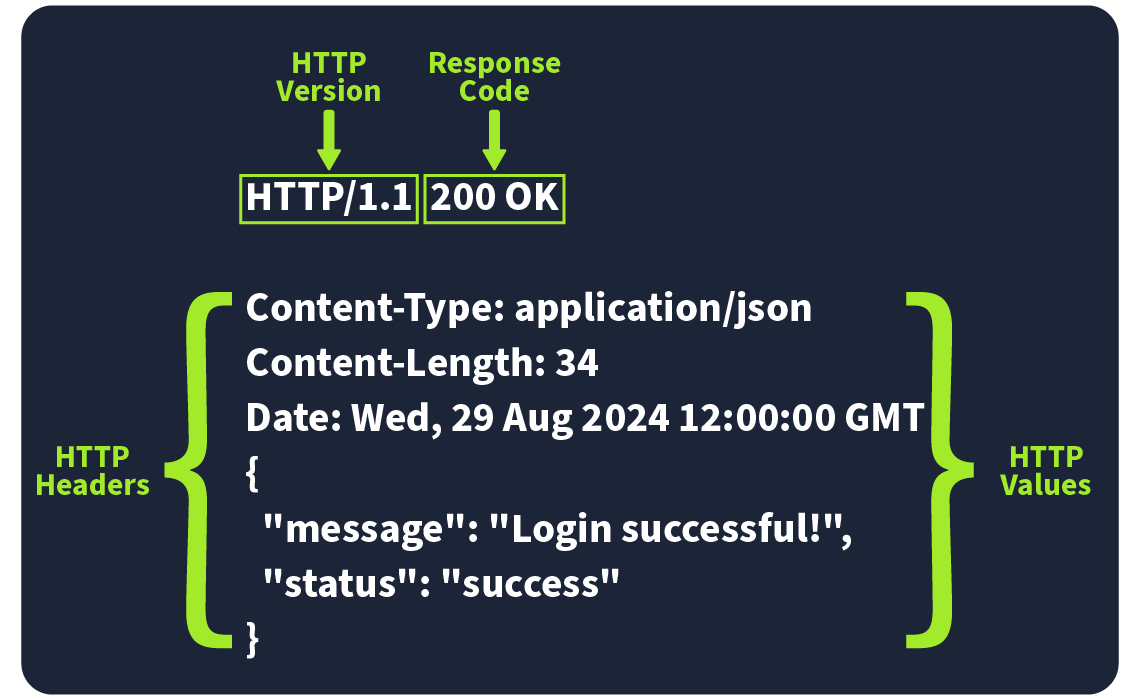 HTTP
Version
Response
Code
HTTP/1.1 200 OK
Content-Type: application/json
Content-Length: 34
Date: Wed, 29 Aug 2024 12:00:00 GMT
{
"message": "Login successful!",
"status": "success"
}
HTTP
Headers
HTTP
Values